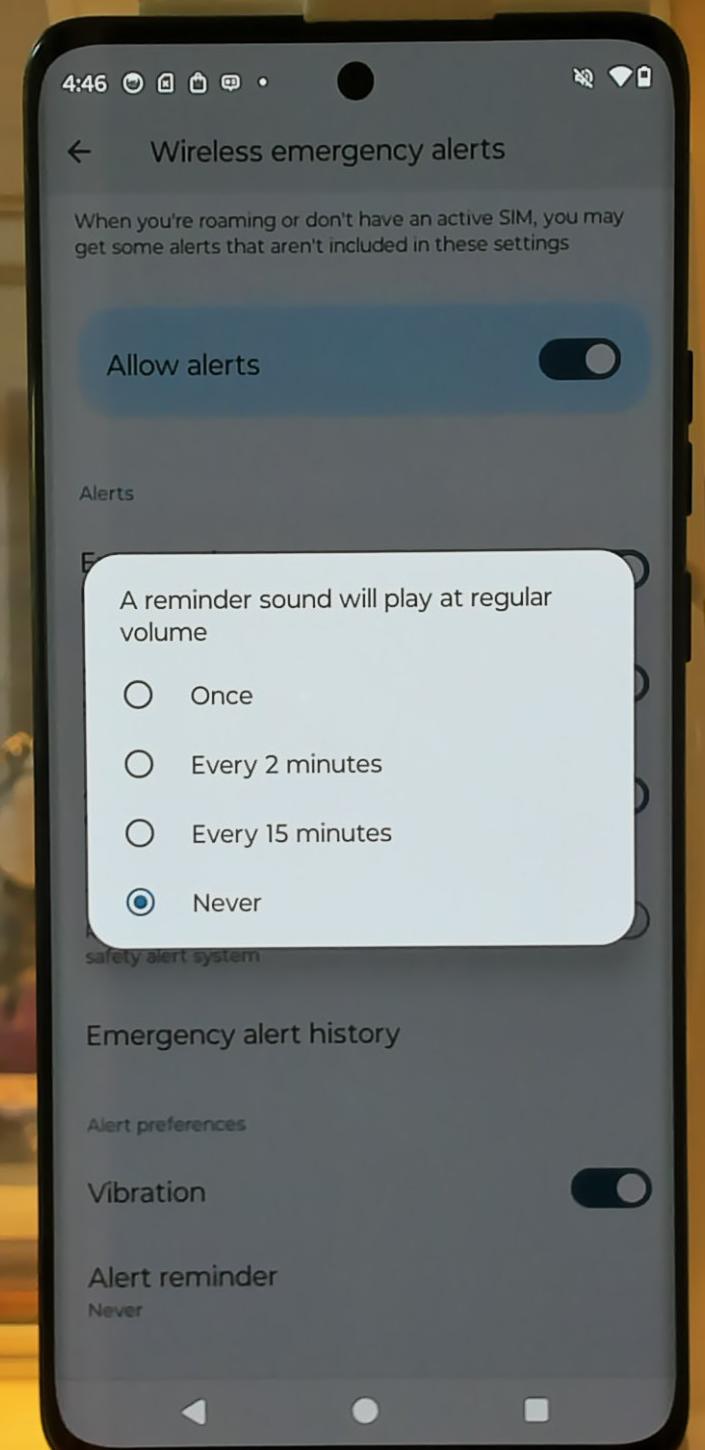 4:46
Wireless emergency alerts
When you're roaming or don't have an active SIM, you may
get some alerts that aren't included in these settings
Allow alerts
Alerts
A reminder sound will play at regular
volume
Once
Every 2 minutes
Every 15 minutes
Never
safety alert system
Emergency alert history
Alert preferences
Vibration
Alert reminder
Never